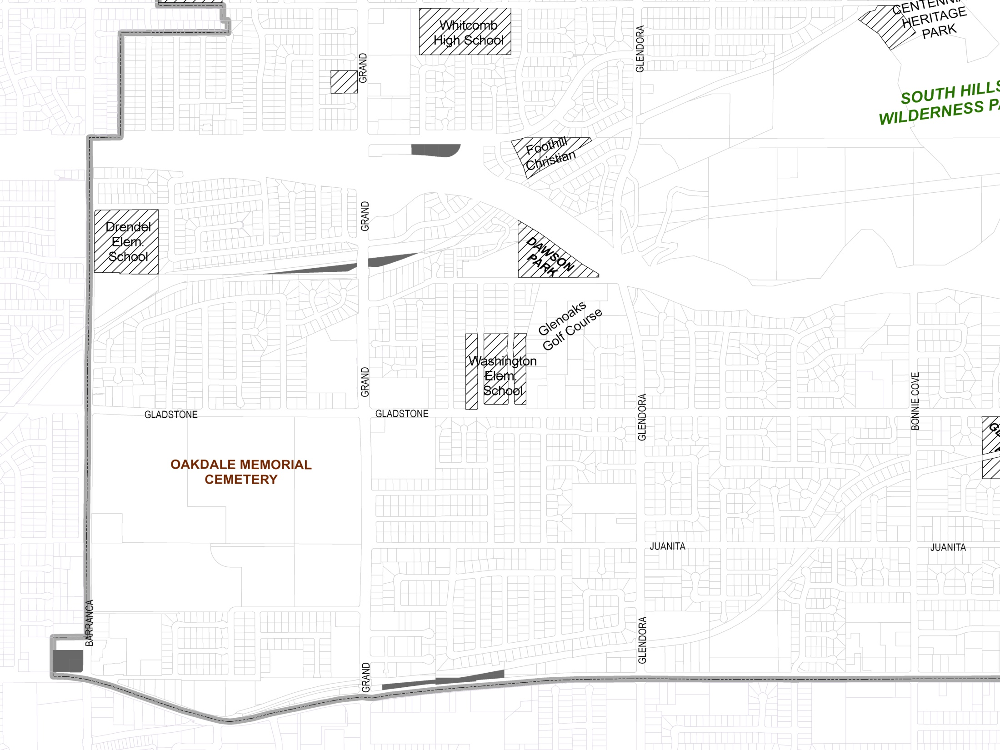 CENTENNIA
HERITAGE
PARK
Whitcomb
High School
GLENDORA
GRAND
SOUTH HILLS
WILDERNESS PA
Foothill
Christian
GRAND
Drendel
Elem.
School
DAWSON
PARK
Glenoaks
Golf Course
Washington
Elem.
School
GRAND
GLENDORA
BONNIE COVE
GLADSTONE
GLADSTONE
OAKDALE MEMORIAL
CEMETERY
JUANITA
JUANITA
BARRANCA
GLENDORA
GRAND